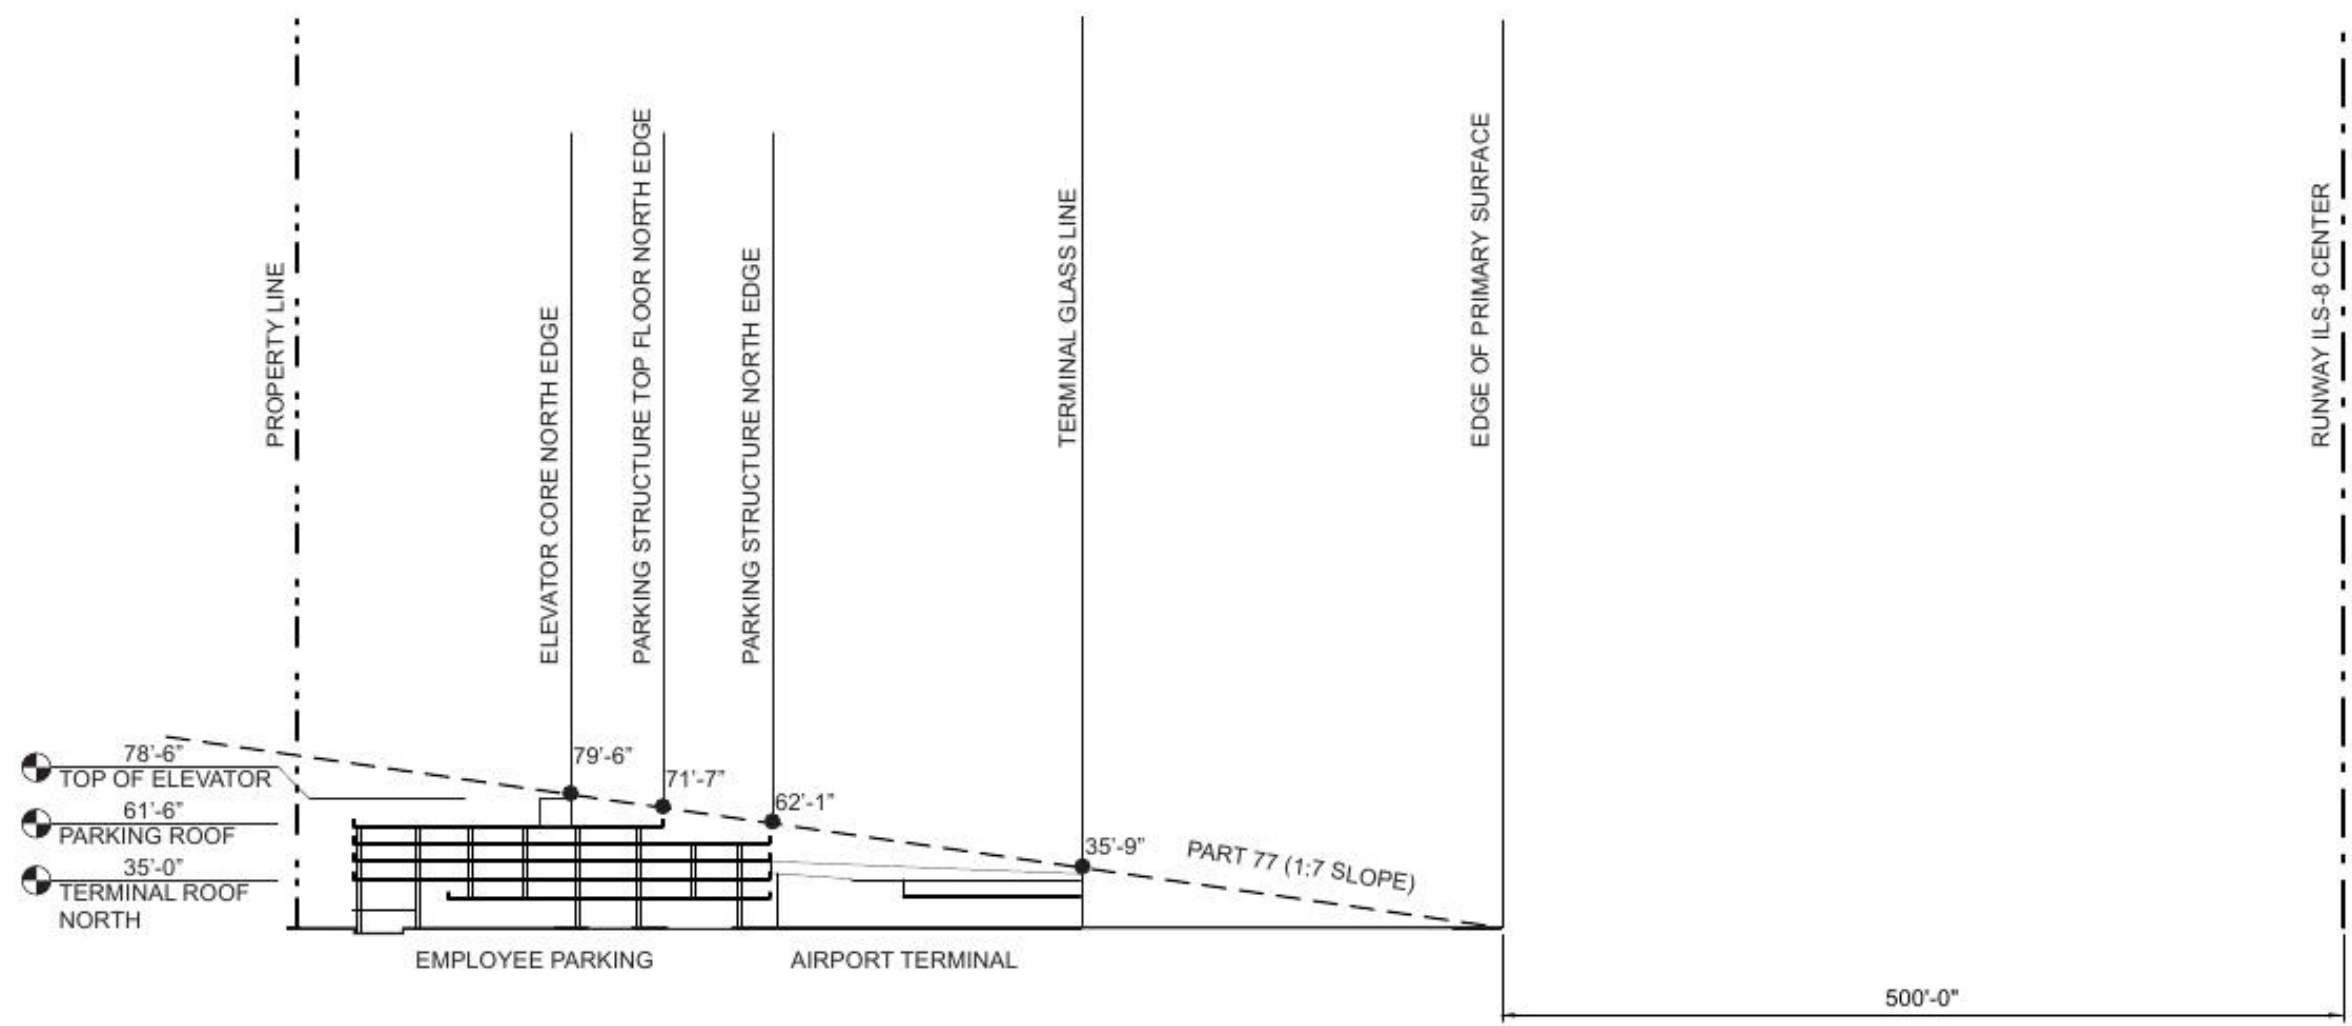 PROPERTY LINE
ELEVATOR CORE NORTH EDGE
PARKING STRUCTURE TOP FLOOR NORTH EDGE
PARKING STRUCTURE NORTH EDGE
TERMINAL GLASS LINE
EDGE OF PRIMARY SURFACE
RUNWAY ILS-8 CENTER
78’-6”
TOP OF ELEVATOR
61’-6”
PARKING ROOF
35’-0”
TERMINAL ROOF
NORTH
79’-6”
71’-7”
62’-1”
35’-9”
PART 77 (1:7 SLOPE)
EMPLOYEE PARKING
AIRPORT TERMINAL
500'-0"